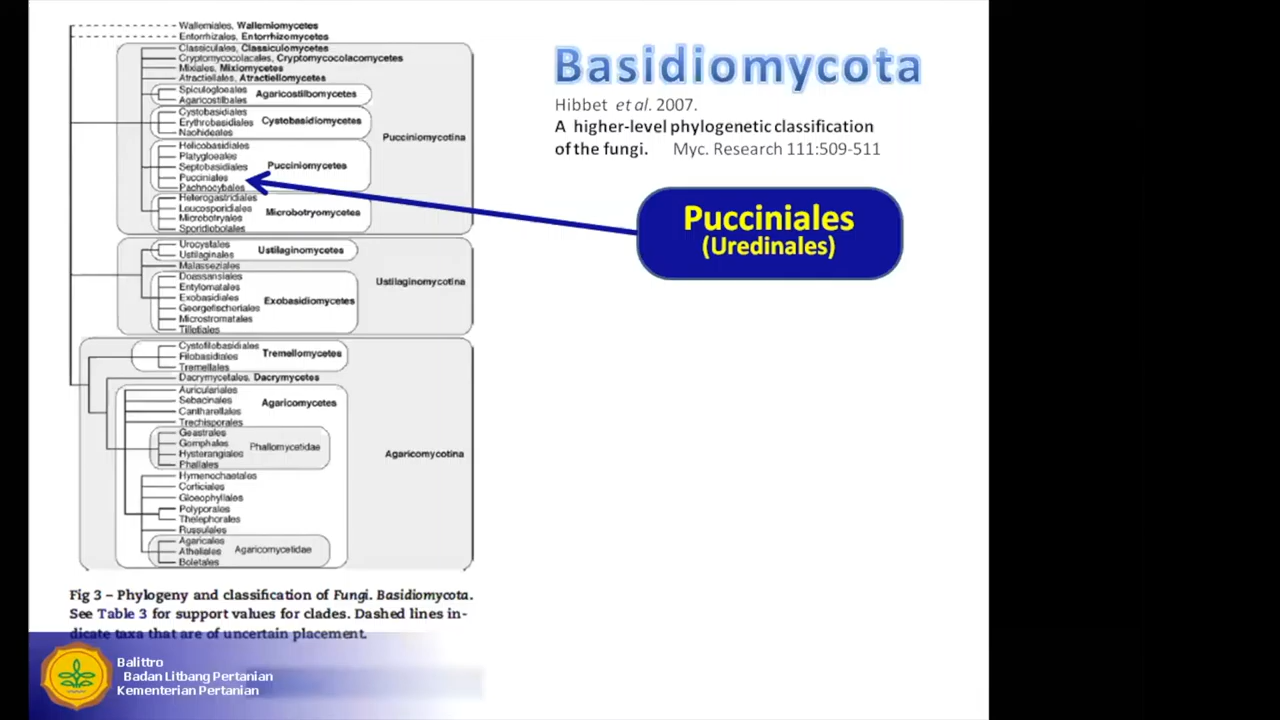 Wallemiales, Wallemiomycetes
Entorrhizales, Entorrhizomycetes
Classiculales, Classiculomycetes
Cryptomycocolacales, Cryptomycocolacomycetes
Mixiales, Mixiomycetes
Atractiellales, Atractiellomycetes
Spiculogloeales
Agaricostilbales
Agaricostilbomycetes
Cystobasidiales
Erythrobasidiales
Naohideales
Cystobasidiomycetes
Pucciniomycotina
Helicobasidiales
Platygloeales
Septobasidiales
Pucciniales
Pachnocybales
Pucciniomycetes
Heterogastridiales
Leucosporidiales
Microbotryales
Sporidiobolales
Microbotryomycetes
Urocystales
Ustilaginales
Ustilaginomycetes
Malasseziales
Ustilaginomycotina
Doassansiales
Entylomatales
Exobasidiales
Georgefischeriales
Microstromatales
Tilletiales
Exobasidiomycetes
Cystofilobasidiales
Filobasidiales
Tremellales
Tremellomycetes
Dacrymycetales, Dacrymycetes
Auriculariales
Sebacinales
Cantharellales
Trechisporales
Agaricomycetes
Geastrales
Gomphales
Hysterangiales
Phallales
Phallomycetidae
Agaricomycotina
Hymenochaetales
Corticiales
Gloeophyllales
Polyporales
Thelephorales
Russulales
Agaricales
Atheliales
Boletales
Agaricomycetidae
Fig 3 – Phylogeny and classification of Fungi. Basidiomycota.
See Table 3 for support values for clades. Dashed lines in-
dicate taxa that are of uncertain placement.
Basidiomycota
Hibbet et al. 2007.
A higher-level phylogenetic classification
of the fungi. Myc. Research 111:509-511
Pucciniales
(Uredinales)
Balittro
Badan Litbang Pertanian
Kementerian Pertanian